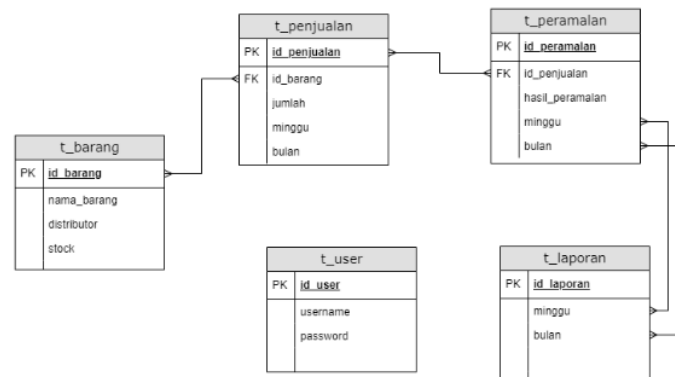 t_penjualan
PK id_penjualan
FK id_barang
jumlah
minggu
bulan
t_peramalan
PK id_peramalan
FK id_penjualan
hasil_peramalan
minggu
bulan
t_barang
PK id_barang
nama_barang
distributor
stock
t_user
PK id_user
username
password
t_laporan
PK id_laporan
minggu
bulan